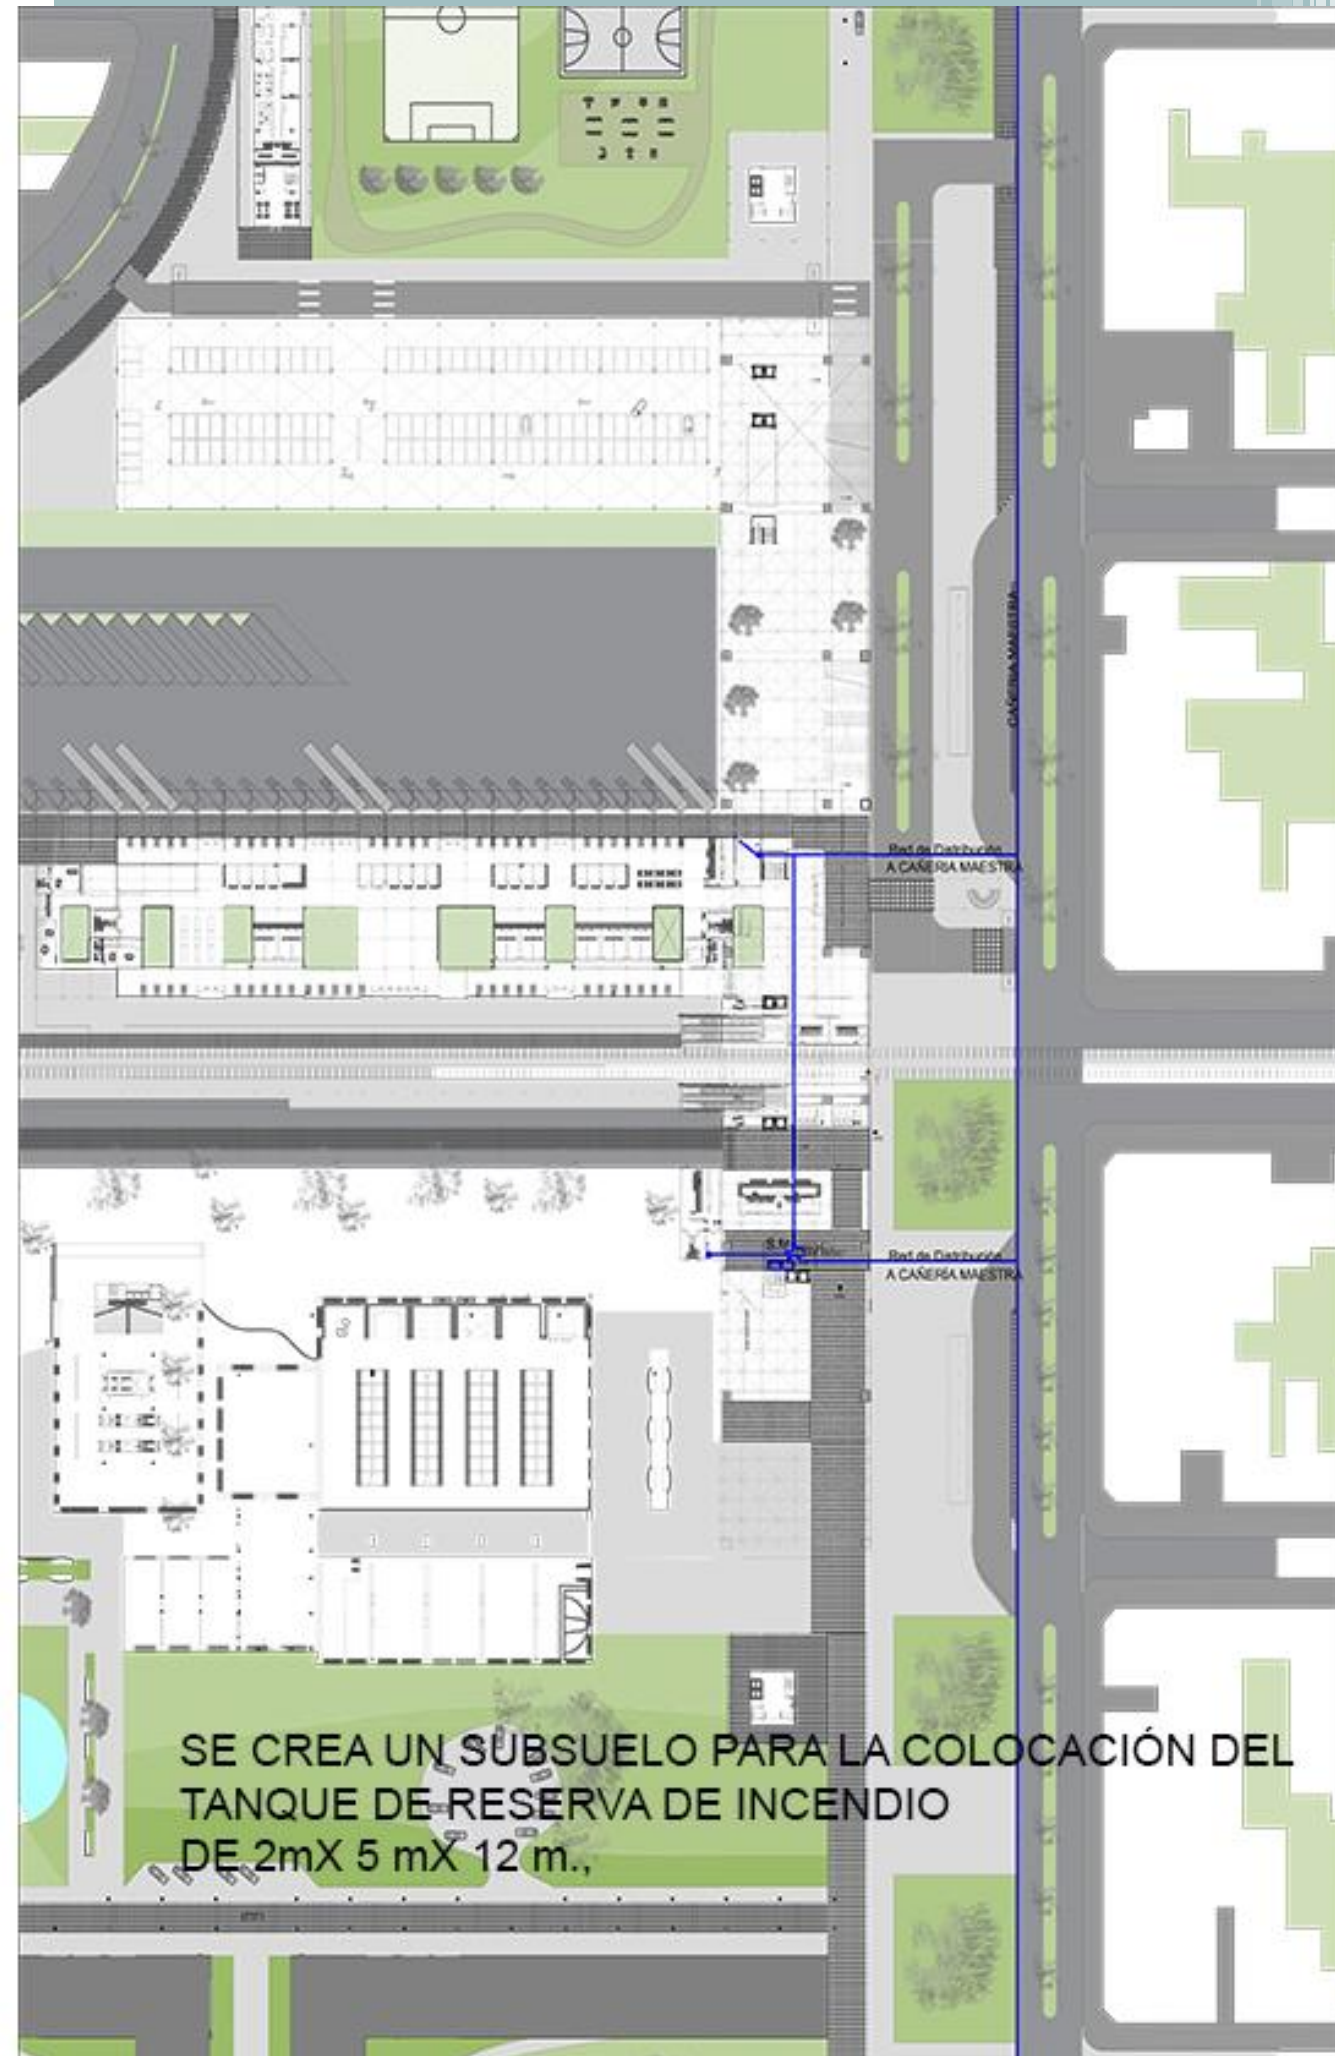 CAÑERIA MAESTRA
Red de Distribución
A CAÑERIA MAESTRA
Red de Distribución
A CAÑERIA MAESTRA
SE CREA UN SUBSUELO PARA LA COLOCACIÓN DEL
TANQUE DE RESERVA DE INCENDIO
DE 2mX 5 mX 12 m.,